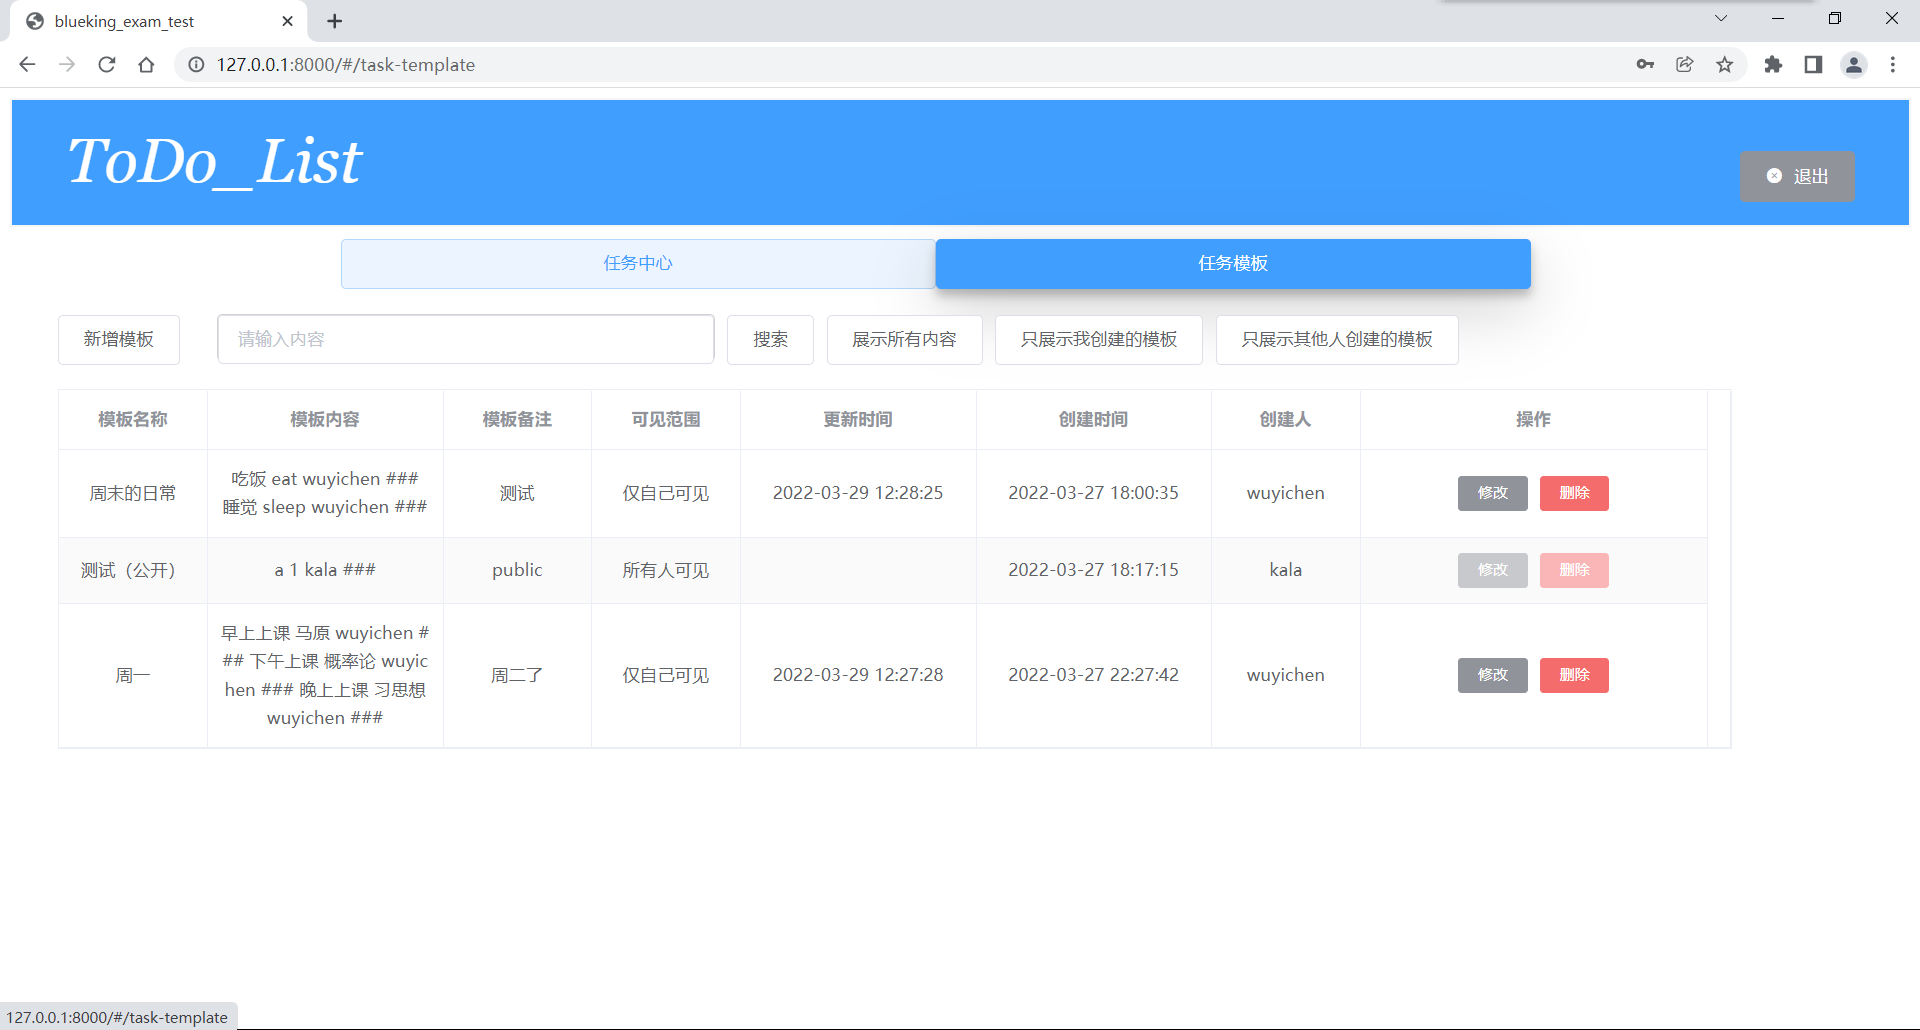 blueking_exam_test
127.0.0.1:8000/#/task-template
ToDo_List
退出
任务中心
任务模板
新增模板
请输入内容
搜索
展示所有内容
只展示我创建的模板
只展示其他人创建的模板
模板名称 模板内容 模板备注 可见范围 更新时间 创建时间 创建人 操作
周末的日常
吃饭 eat wuyichen ###
睡觉 sleep wuyichen ###
测试
仅自己可见
2022-03-29 12:28:25
2022-03-27 18:00:35
wuyichen
修改
删除
测试（公开）
a 1 kala ###
public
所有人可见
2022-03-27 18:17:15
kala
修改
删除
周一
早上上课 马原 wuyichen #
## 下午上课 概率论 wuyic
hen ### 晚上上课 习思想
wuyichen ###
周二了
仅自己可见
2022-03-29 12:27:28
2022-03-27 22:27:42
wuyichen
修改
删除
127.0.0.1:8000/#/task-template